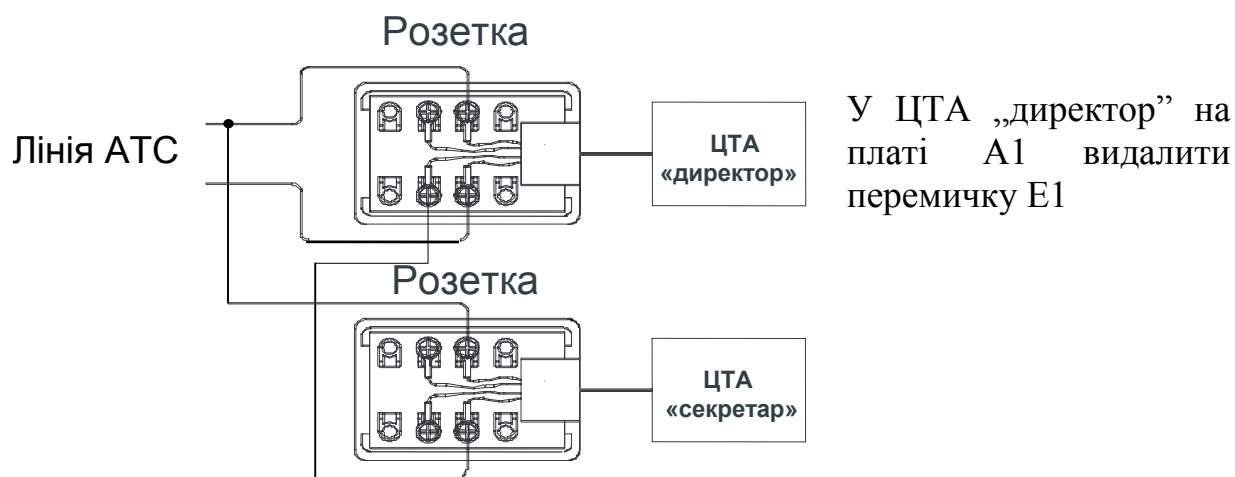 Розетка
Лінія АТС
ЦТА
«директор»
У ЦТА „директор” на
платі А1 видалити
перемичку Е1
Розетка
ЦТА
«секретар»